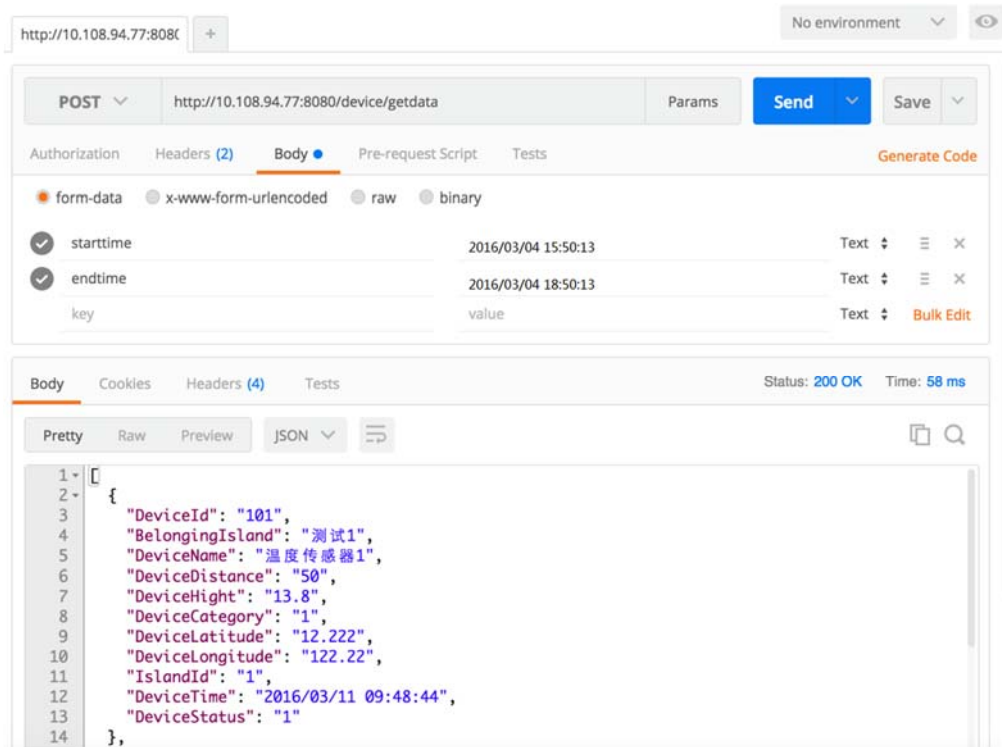 No environment
http://10.108.94.77:808(
+
POST http://10.108.94.77:8080/device/getdata Params Send Save
Authorization Headers (2) Body Pre-request Script Tests Generate Code
form-data x-www-form-urlencoded raw binary
starttime 2016/03/04 15:50:13 Text
endtime 2016/03/04 18:50:13 Text
key value Text Bulk Edit
Body Cookies Headers (4) Tests Status: 200 OK Time: 58 ms
Pretty Raw Preview JSON
1 [
2 {
3 "DeviceId": "101",
4 "BelongingIsland": "测试1",
5 "DeviceName": "温度传感器1",
6 "DeviceDistance": "50",
7 "DeviceHight": "13.8",
8 "DeviceCategory": "1",
9 "DeviceLatitude": "12.222",
10 "DeviceLongitude": "122.22",
11 "IslandId": "1",
12 "DeviceTime": "2016/03/11 09:48:44",
13 "DeviceStatus": "1"
14 },